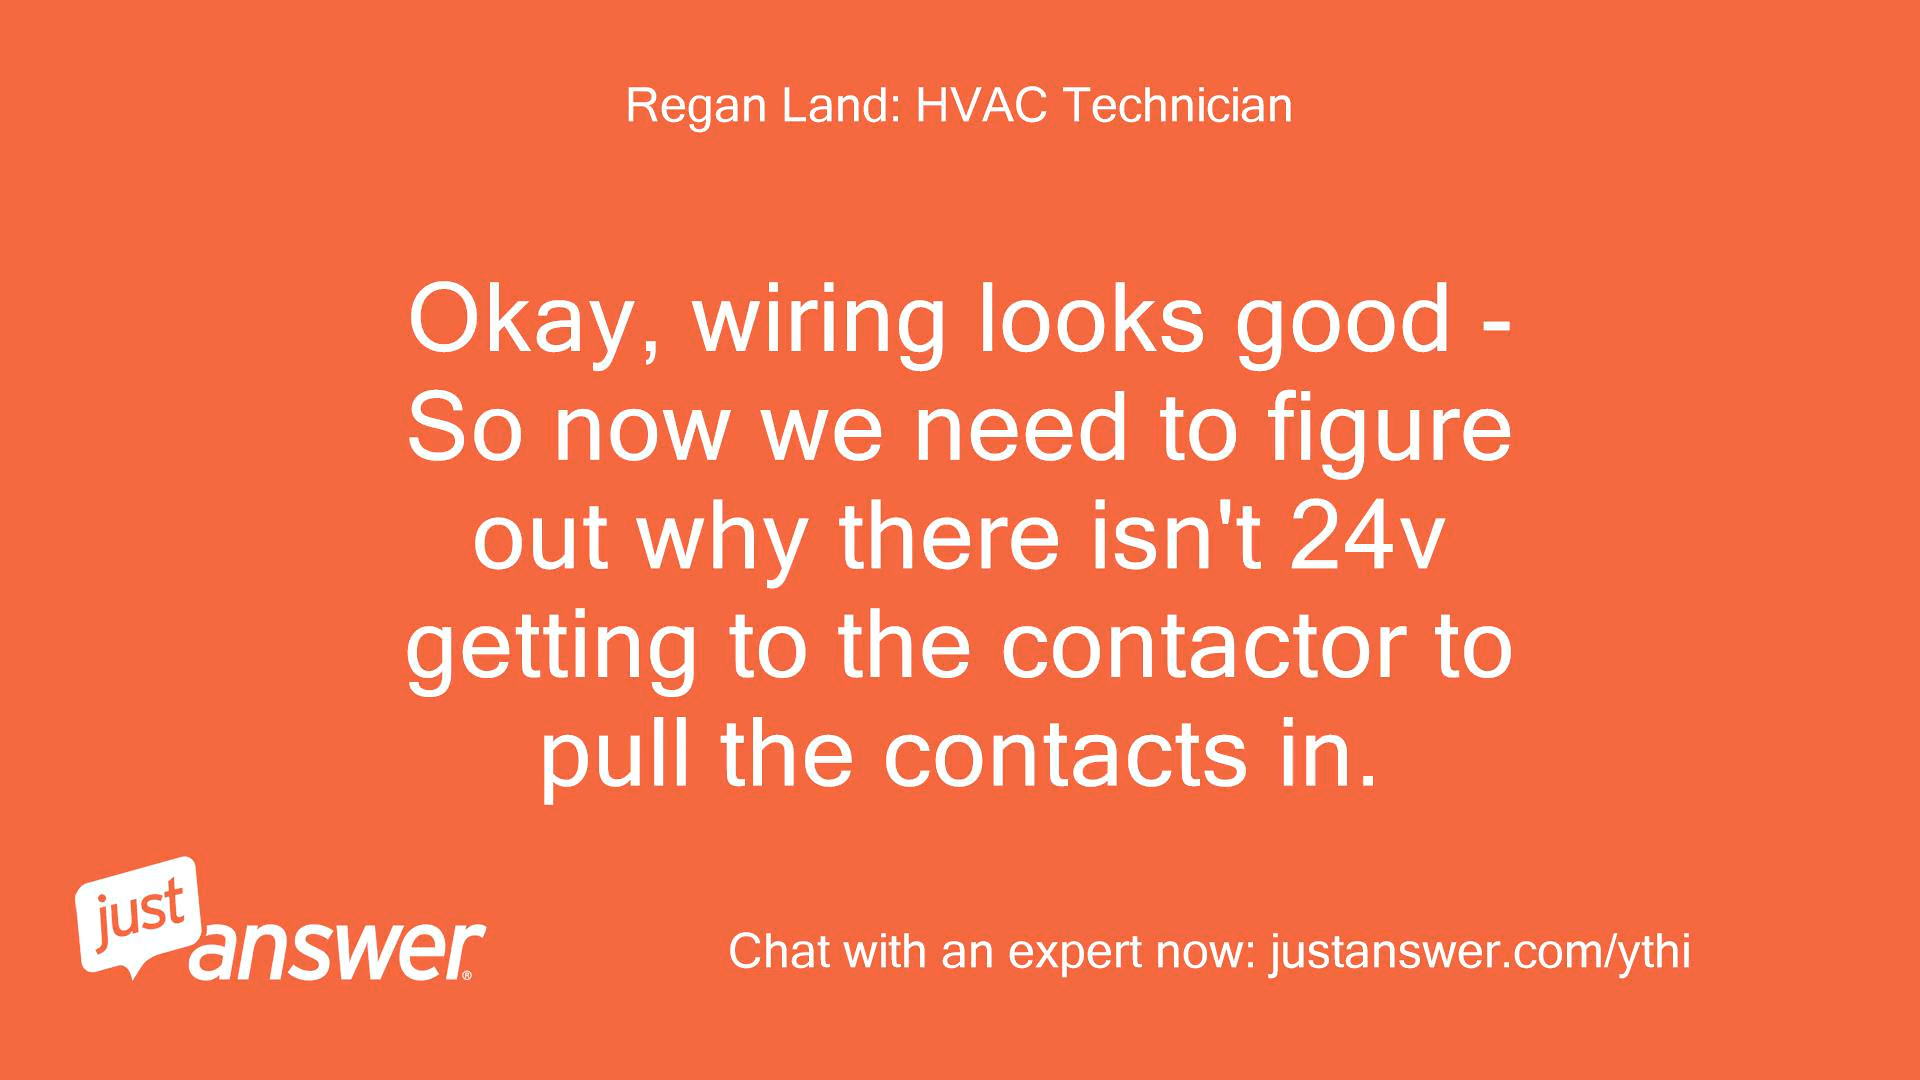 Regan Land: HVAC Technician
Okay, wiring looks good -
So now we need to figure
out why there isn't 24v
getting to the contactor to
pull the contacts in.
just
answer®
Chat with an expert now: justanswer.com/ythi